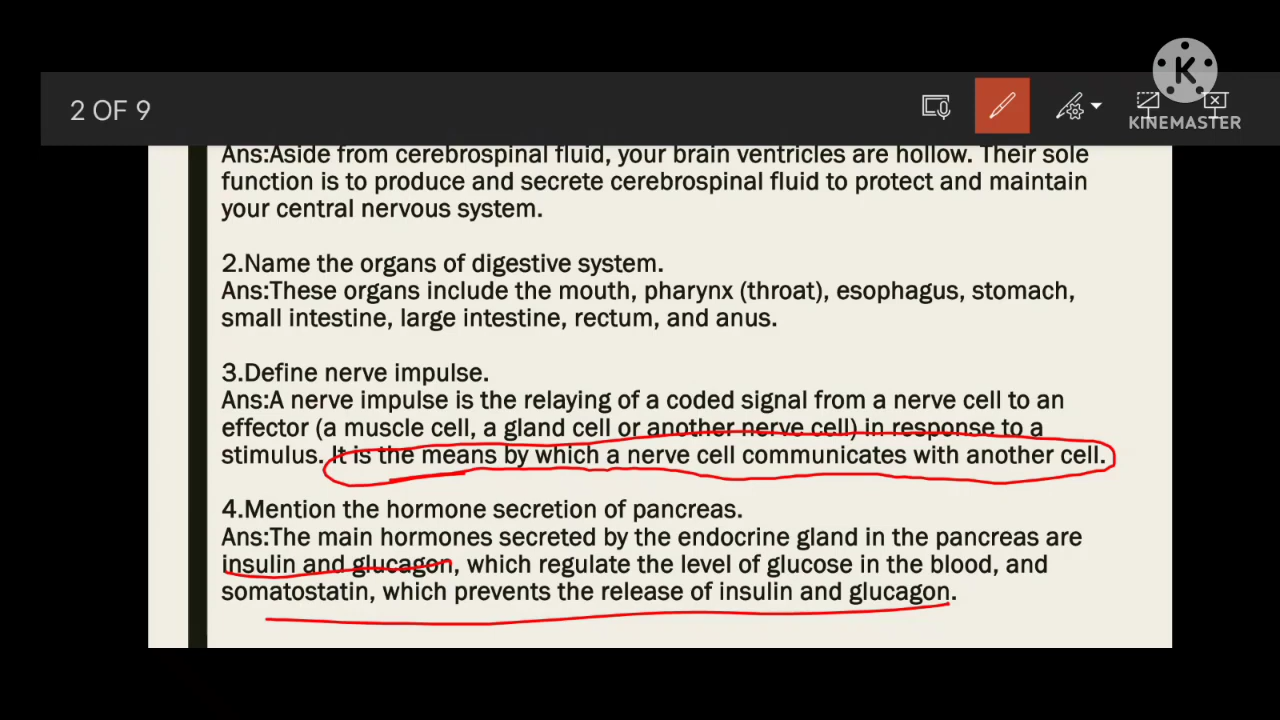 2 OF 9
KINEMASTER
Ans:Aside from cerebrospinal fluid, your brain ventricles are hollow. Their sole
function is to produce and secrete cerebrospinal fluid to protect and maintain
your central nervous system.
2.Name the organs of digestive system.
Ans:These organs include the mouth, pharynx (throat), esophagus, stomach,
small intestine, large intestine, rectum, and anus.
3.Define nerve impulse.
Ans:A nerve impulse is the relaying of a coded signal from a nerve cell to an
effector (a muscle cell, a gland cell or another nerve cell) in response to a
stimulus. It is the means by which a nerve cell communicates with another cell.
4.Mention the hormone secretion of pancreas.
Ans:The main hormones secreted by the endocrine gland in the pancreas are
insulin and glucagon, which regulate the level of glucose in the blood, and
somatostatin, which prevents the release of insulin and glucagon.